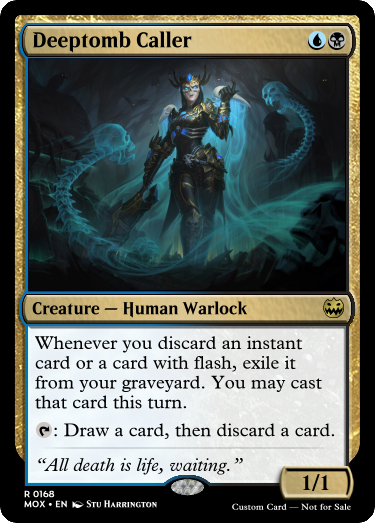 Deeptomb Caller
Creature — Human Warlock
Whenever you discard an instant
card or a card with flash, exile it
from your graveyard. You may cast
that card this turn.
: Draw a card, then discard a card.
“All death is life, waiting.”
1/1
R 0168
MOX • EN Stu Harrington
Custom Card — Not for Sale